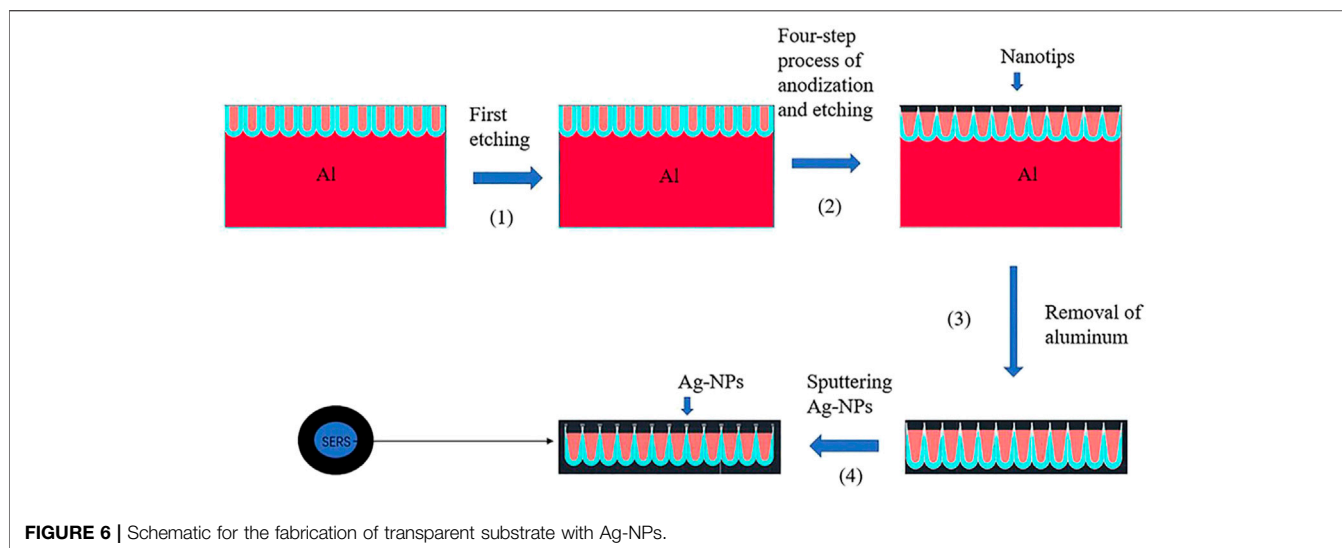 First
etching
(1)
Four-step
process of
anodization
and etching
(2)
Nanotips
Al
Al
Al
(3)
Removal of
aluminum
Sputtering
Ag-NPs
(4)
Ag-NPs
SERS
FIGURE 6 | Schematic for the fabrication of transparent substrate with Ag-NPs.